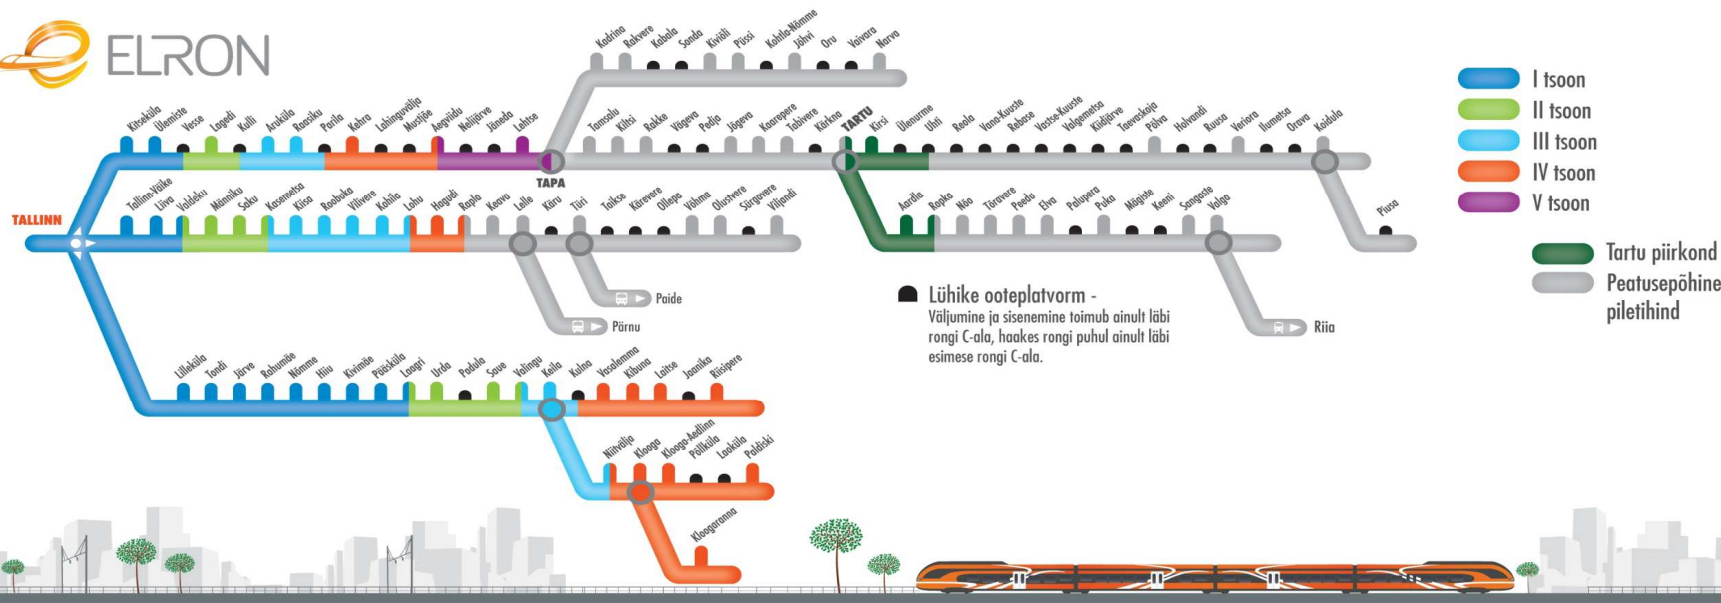 ELRON
Kadrina
Rakvere
Kabala
Sonda
Kiviõli
Püssi
Kohtla-Nõmme
Jõhvi
Oru
Vaivara
Narva
Kitseküla
Ülemiste
Vesse
Lagedi
Kulli
Aruküla
Raasiku
Parila
Kehra
Lahinguvälja
Mustjõe
Aegviidu
Nelijärve
Jäneda
Lehtse
TAPA
Tamsalu
Kiltsi
Rakke
Vägeva
Pedja
Jõgeva
Kaarepere
Tabivere
Kärkna
TARTU
Kirsi
Ülenurme
Uhti
Reola
Vana-Kuuste
Rebase
Vastse-Kuuste
Valgemetsa
Kiidjärve
Taevaskoja
Põlva
Holvandi
Ruusa
Veriora
Ilumetsa
Orava
Koidula
Piusa
TALLINN
Tallinn-Väike
Liiva
Valdeku
Männiku
Saku
Kasemetsa
Kiisa
Roobuka
Vilivere
Kohila
Lohu
Hagudi
Rapla
Keava
Lelle
Käru
Türi
Taikse
Kärevere
Ollepa
Võhma
Olustvere
Sürgavere
Viljandi
Paide
Pärnu
Aardla
Ropka
Nõo
Tõravere
Peedu
Elva
Palupera
Puka
Mägiste
Keeni
Sangaste
Valga
Riia
Lilleküla
Tondi
Järve
Rahumäe
Nõmme
Hiiu
Kivimäe
Pääsküla
Laagri
Urda
Padula
Saue
Valingu
Keila
Kulna
Vasalemma
Kibuna
Laitse
Jaanika
Riisipere
Niitvälja
Klooga
Klooga-Aedlinn
Põllküla
Laoküla
Paldiski
Kloogaranna
Lühike ooteplatvorm -
Väljumine ja sisenemine toimub ainult läbi
rongi C-ala, haakes rongi puhul ainult läbi
esimese rongi C-ala.
I tsoon
II tsoon
III tsoon
IV tsoon
V tsoon
Tartu piirkond
Peatusepõhine
piletihind